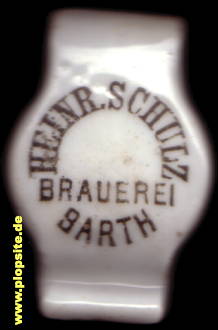 HEINR. SCHULZ
BRAUEREI
BARTH
www.plopsite.de